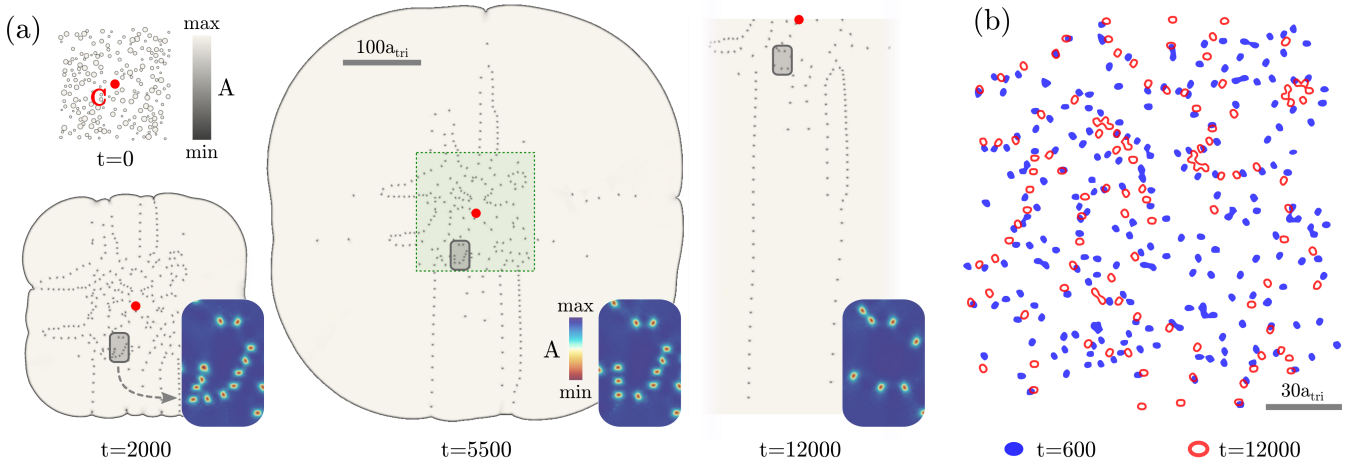 (a)
max
A
min
C
t=0
100a_tri
max
A
min
t=2000
t=5500
t=12000
(b)
30a_tri
t=600
t=12000